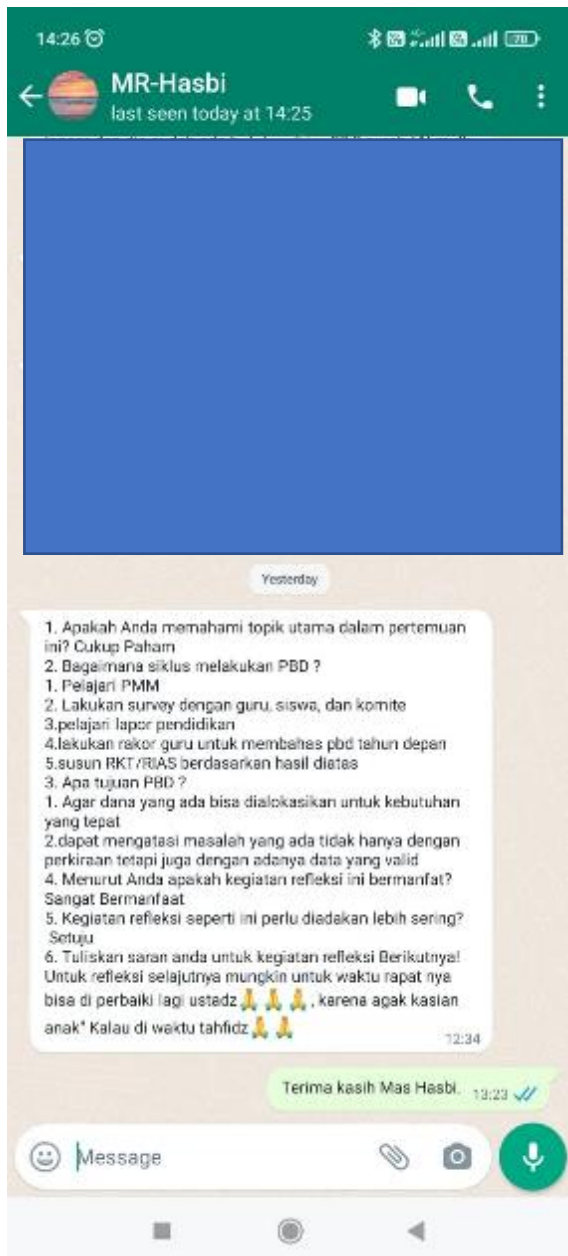 14:26
70
MR-Hasbi
last seen today at 14:25
Yesterday
1. Apakah Anda memahami topik utama dalam pertemuan
ini? Cukup Paham
2. Bagaimana siklus melakukan PBD ?
1. Pelajari PMM
2. Lakukan survey dengan guru, siswa, dan komite
3.pelajari lapor pendidikan
4.lakukan rakor guru untuk membahas pbd tahun depan
5.susun RKT/RIAS berdasarkan hasil diatas
3. Apa tujuan PBD ?
1. Agar dana yang ada bisa dialokasikan untuk kebutuhan
yang tepat
2.dapat mengatasi masalah yang ada tidak hanya dengan
perkiraan tetapi juga dengan adanya data yang valid
4. Menurut Anda apakah kegiatan refleksi ini bermanfat?
Sangat Bermanfaat
5. Kegiatan refleksi seperti ini perlu diadakan lebih sering?
Setuju
6. Tuliskan saran anda untuk kegiatan refleksi Berikutnya!
Untuk refleksi selajutnya mungkin untuk waktu rapat nya
bisa di perbaiki lagi ustadz🙏 🙏 🙏 , karena agak kasian
anak" Kalau di waktu tahfidz🙏 🙏
12:34
Terima kasih Mas Hasbi. 13:23
Message